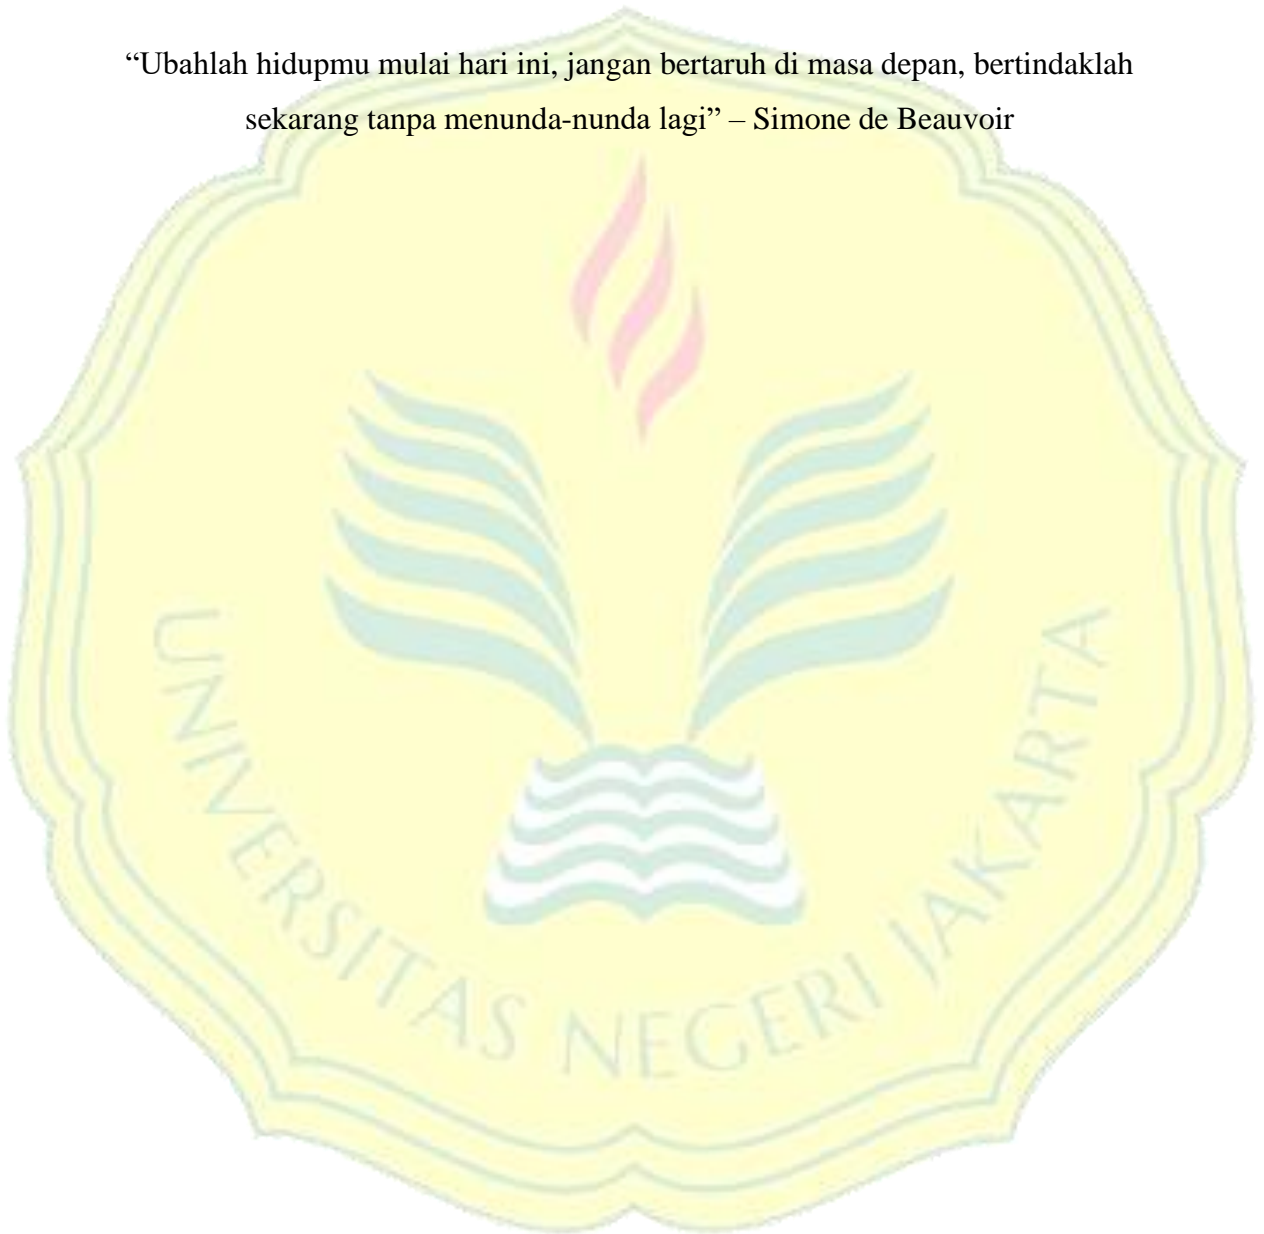 “Ubahlah hidupmu mulai hari ini, jangan bertaruh di masa depan, bertindaklah
sekarang tanpa menunda-nunda lagi” – Simone de Beauvoir
UNIVERSITAS NEGERI JAKARTA